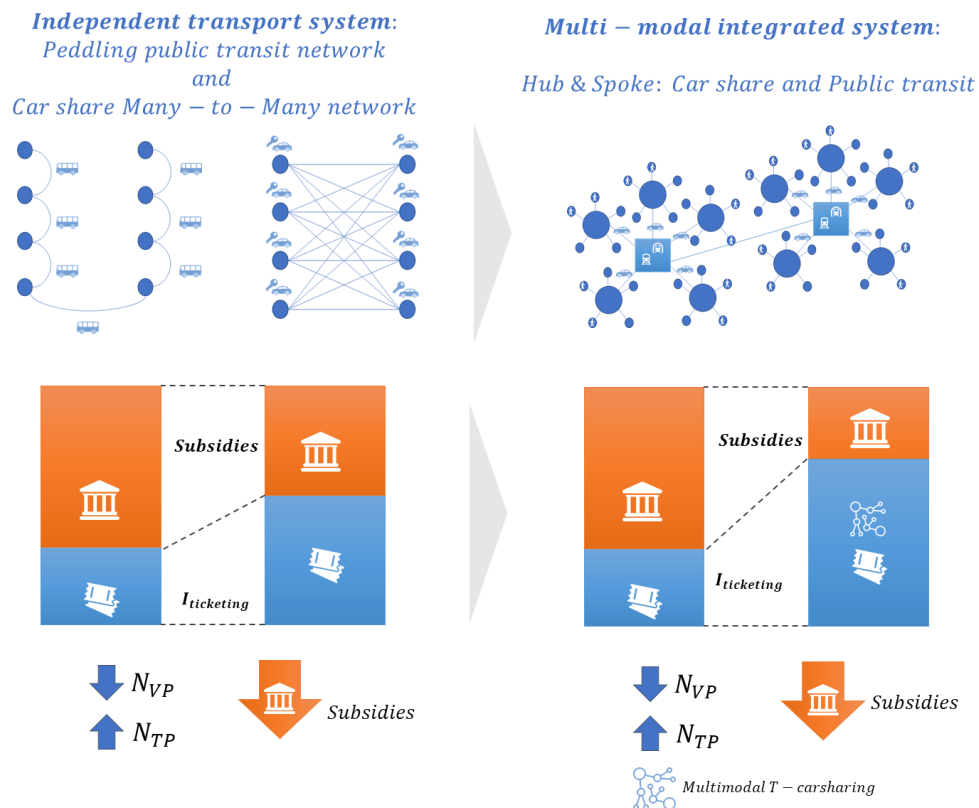 Independent transport system:
Peddling public transit network
and
Car share Many − to − Many network
Multi − modal integrated system:
Hub & Spoke: Car share and Public transit
Subsidies
I_ticketing
Subsidies
I_ticketing
N_VP
N_TP
Subsidies
N_VP
N_TP
Subsidies
Multimodal T − carsharing